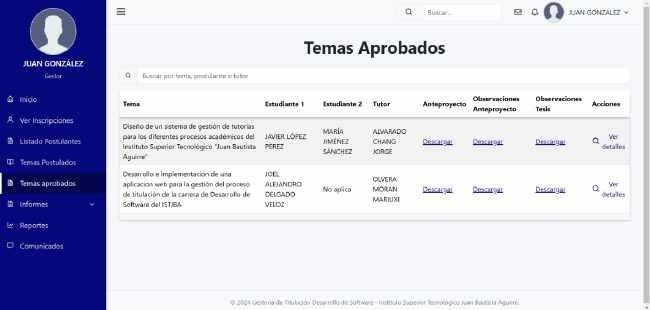 Buscar...
JUAN GONZÁLEZ
JUAN GONZÁLEZ
Gestor
Inicio
Ver Inscripciones
Listado Postulantes
Temas Postulados
Temas aprobados
Informes
Reportes
Comunicados
Temas Aprobados
Buscar por tema, postulante o tutor
Tema Estudiante 1 Estudiante 2 Tutor Anteproyecto Observaciones Anteproyecto Observaciones Tesis Acciones
Diseño de un sistema de gestión de tutorías
para los diferentes procesos académicos del
Instituto Superior Tecnológico "Juan Bautista
Aguirre"
JAVIER LÓPEZ
PÉREZ
MARÍA
JIMÉNEZ
SÁNCHEZ
ALVARADO
CHANG
JORGE
Descargar Descargar Descargar Ver
detalles
Desarrollo e implementación de una
aplicación web para la gestión del proceso
de titulación de la carrera de Desarrollo de
Software del ISTJBA
JOEL
ALEJANDRO
DELGADO
VELOZ
No aplica
OLVERA
MORAN
MARIUXI
Descargar Descargar Descargar Ver
detalles
© 2024 Gestoría de Titulación Desarrollo de Software - Instituto Superior Tecnológico Juan Bautista Aguirre.